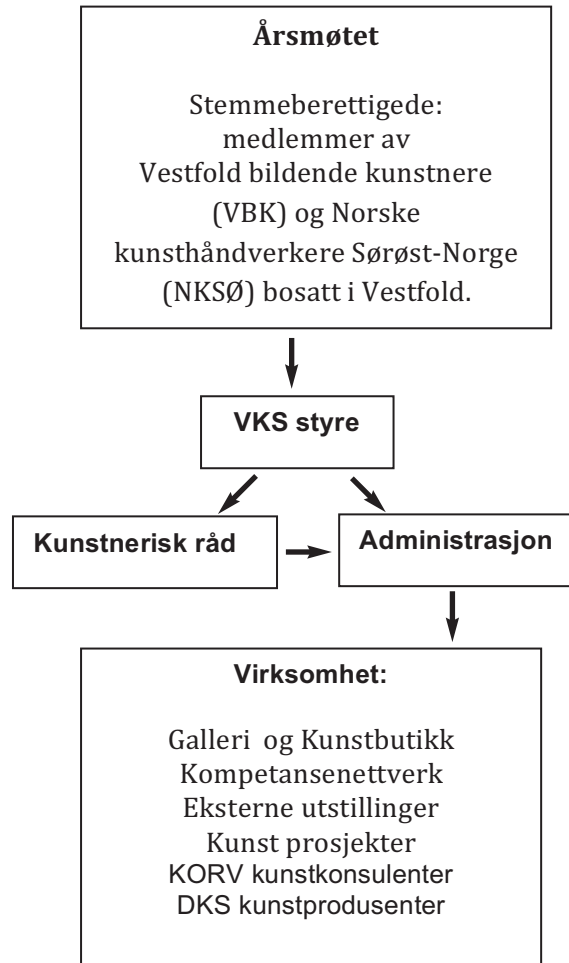 Årsmøtet
Stemmeberettigede:
medlemmer av
Vestfold bildende kunstnere
(VBK) og Norske
kunsthåndverkere Sørøst-Norge
(NKSØ) bosatt i Vestfold.
VKS styre
Kunstnerisk råd
Administrasjon
Virksomhet:
Galleri og Kunstbutikk
Kompetansenettverk
Eksterne utstillinger
Kunst prosjekter
KORV kunstkonsulenter
DKS kunstprodusenter